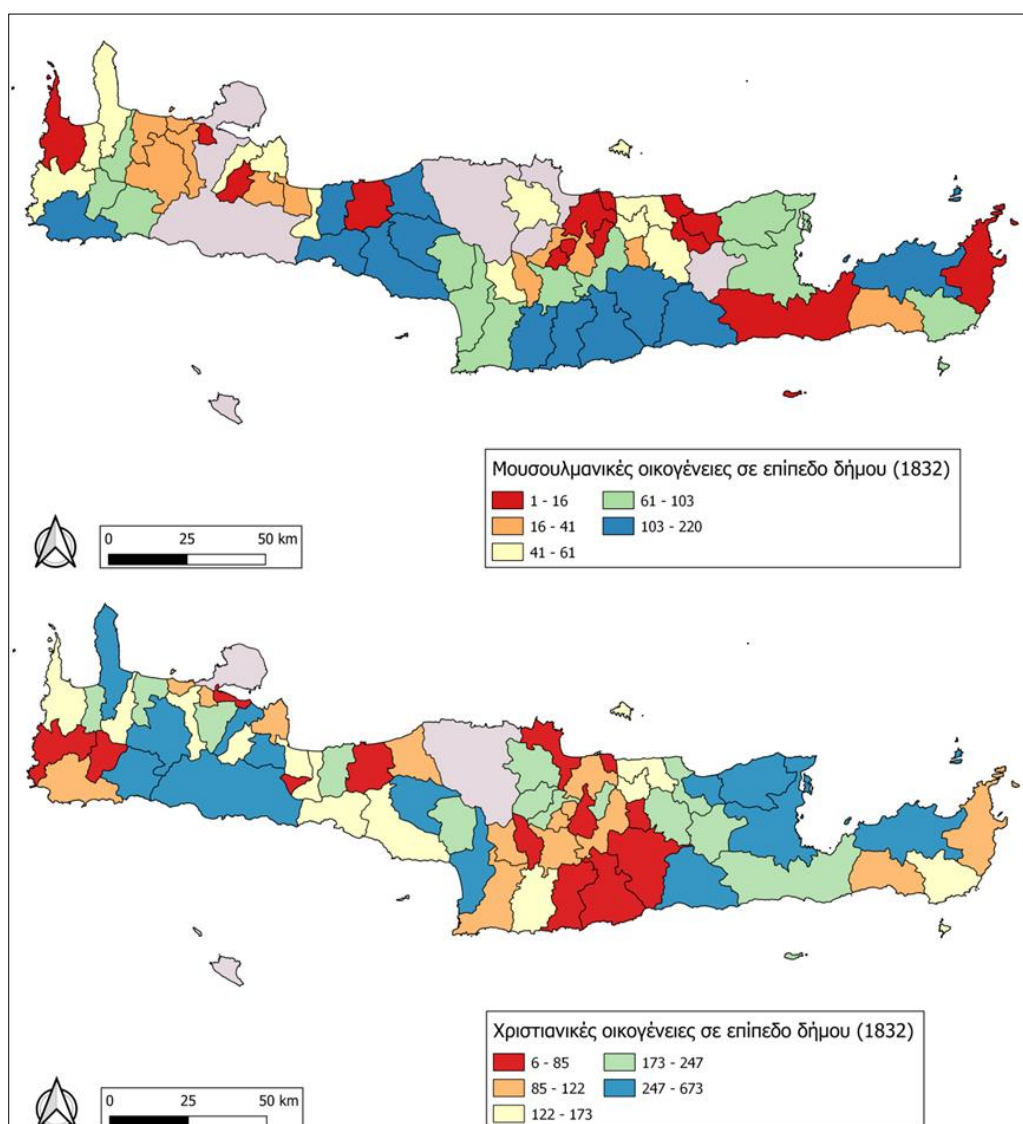 Μουσουλμανικές οικογένειες σε επίπεδο δήμου (1832)
1 - 16
61 - 103
16 - 41
103 - 220
41 - 61
0 25 50 km
Χριστιανικές οικογένειες σε επίπεδο δήμου (1832)
6 - 85
173 - 247
85 - 122
247 - 673
122 - 173
0 25 50 km